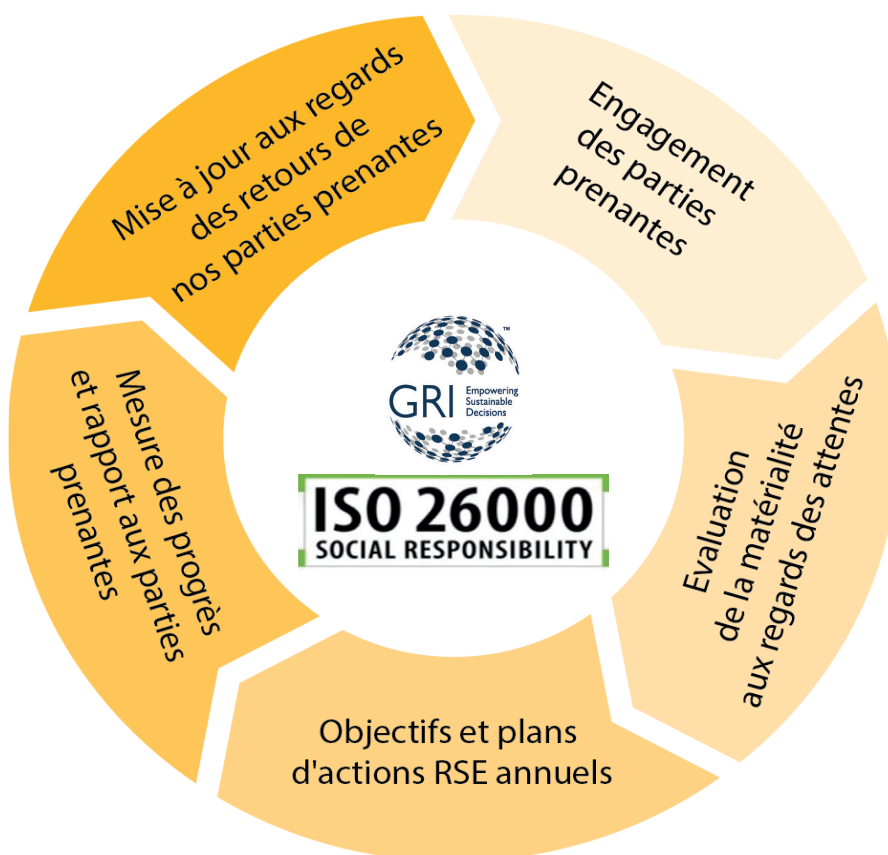 Engagement
des parties
prenantes
Evaluation
de la matérialité
aux regards des attentes
Objectifs et plans
d'actions RSE annuels
Mesure des progrès
et rapport aux parties
prenantes
Mise à jour aux regards
des retours de
nos parties prenantes
™
GRI
Empowering
Sustainable
Decisions
ISO 26000
SOCIAL RESPONSIBILITY